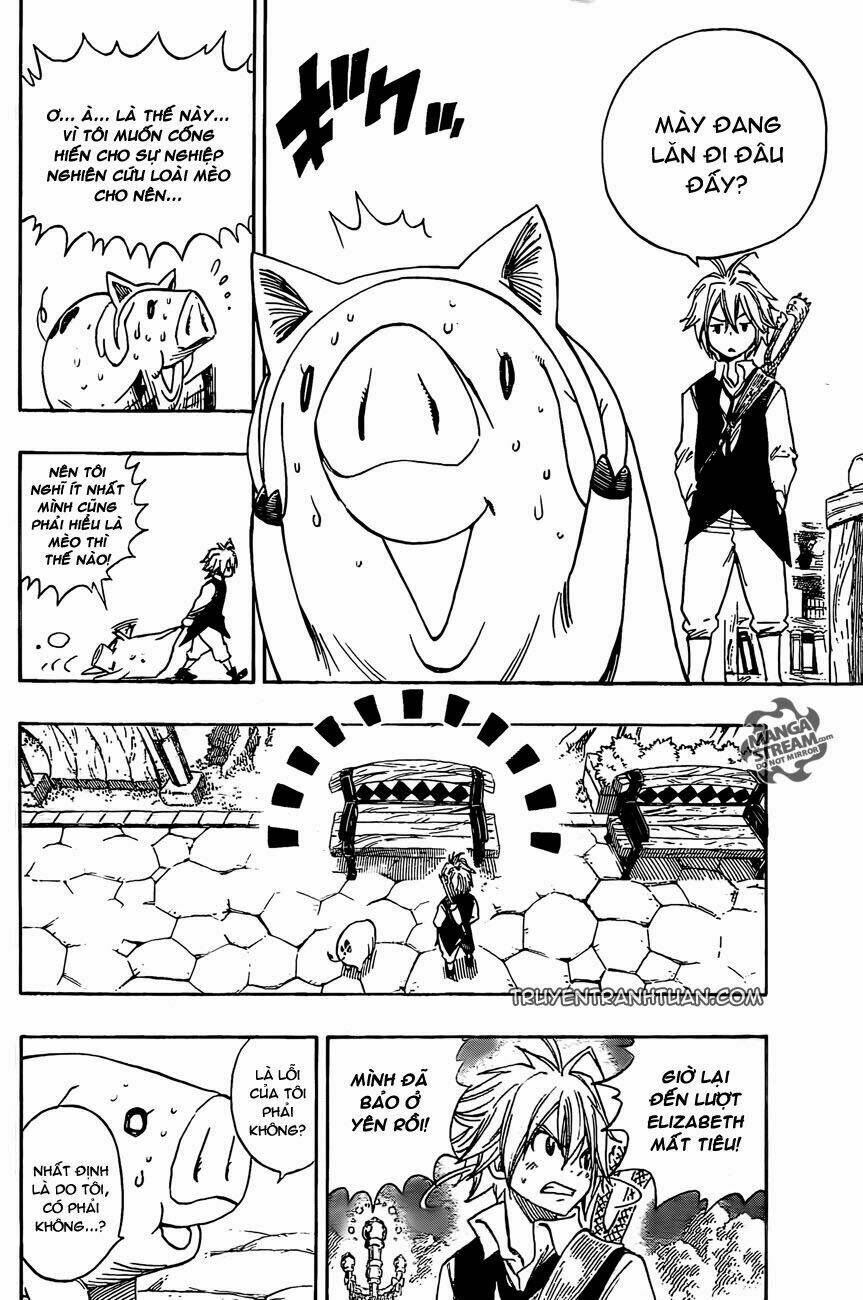 MÀY ĐANG
LĂN ĐI ĐÂU
ĐẤY?
ギクッ
Ơ... À... LÀ THẾ NÀY...
VÌ TÔI MUỐN CỐNG
HIẾN CHO SỰ NGHIỆP
NGHIÊN CỨU LOÀI MÈO
CHO NÊN...
NÊN TÔI
NGHĨ ÍT NHẤT
MÌNH CŨNG
PHẢI HIỂU LÀ
MÈO THÌ
THẾ NÀO!
MANGA
STREAM.com
DO NOT MIRROR
TRUYENTRANHTUAN.COM
GIỜ LẠI
ĐẾN LƯỢT
ELIZABETH
MẤT TIÊU!
MÌNH ĐÃ
BẢO Ở
YÊN RỒI!
LÀ LỖI
CỦA TÔI
PHẢI
KHÔNG?
NHẤT ĐỊNH
LÀ DO TÔI,
CÓ PHẢI
KHÔNG...?